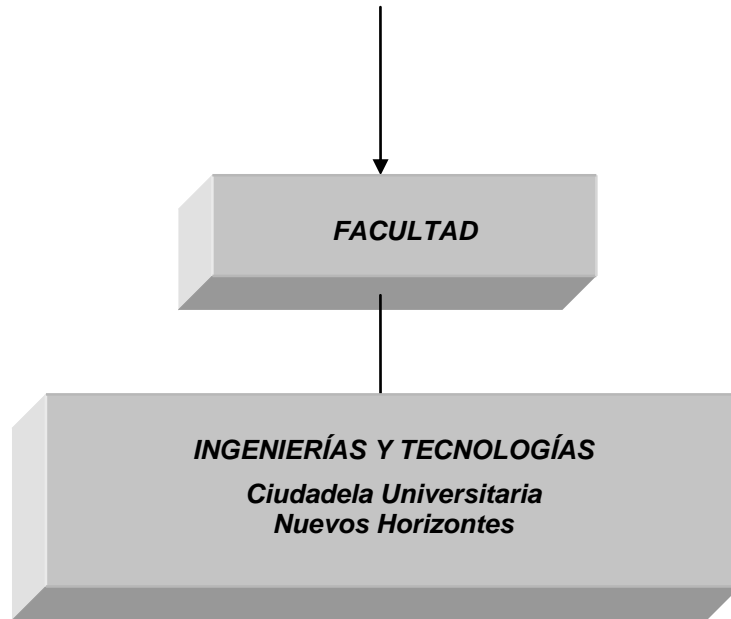 FACULTAD
INGENIERÍAS Y TECNOLOGÍAS
Ciudadela Universitaria
Nuevos Horizontes